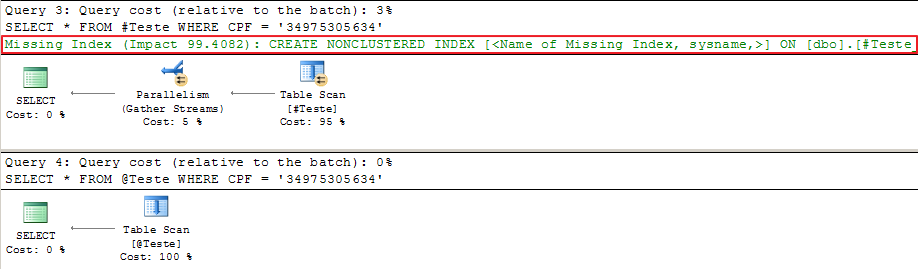 Query 3: Query cost (relative to the batch): 3%
SELECT * FROM #Teste WHERE CPF = '34975305634'
Missing Index (Impact 99.4082): CREATE NONCLUSTERED INDEX [<Name of Missing Index, sysname,>] ON [dbo].[#Teste_
SELECT
Cost: 0 %
Parallelism
(Gather Streams)
Cost: 5 %
Table Scan
[#Teste]
Cost: 95 %
Query 4: Query cost (relative to the batch): 0%
SELECT * FROM @Teste WHERE CPF = '34975305634'
SELECT
Cost: 0 %
Table Scan
[@Teste]
Cost: 100 %